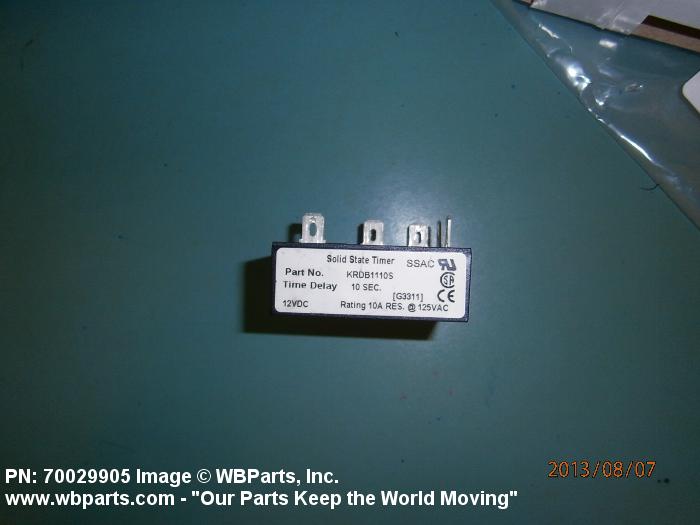 Solid State Timer
SSAC
Part No. KRDB1110S
Time Delay 10 SEC.
[G3311]
12VDC Rating 10A RES. @ 125VAC
2013/08/07
PN: 70029905 Image © WBParts, Inc.
www.wbparts.com - "Our Parts Keep the World Moving"